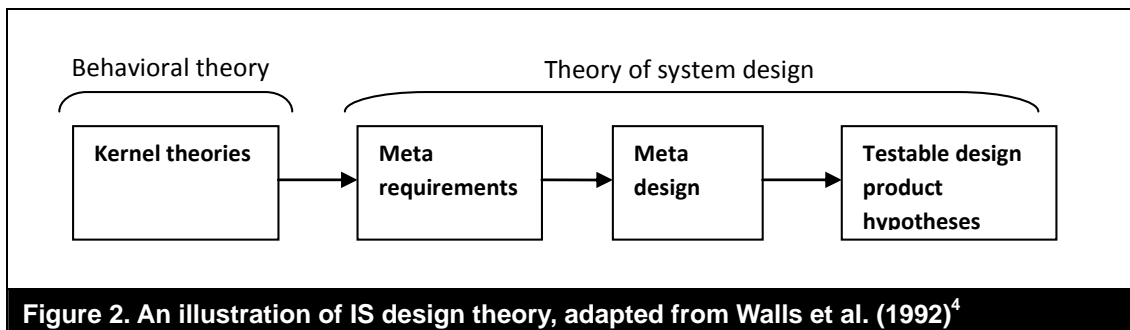 Behavioral theory
Theory of system design
Kernel theories
Meta
requirements
Meta
design
Testable design
product
hypotheses
Figure 2. An illustration of IS design theory, adapted from Walls et al. (1992)⁴